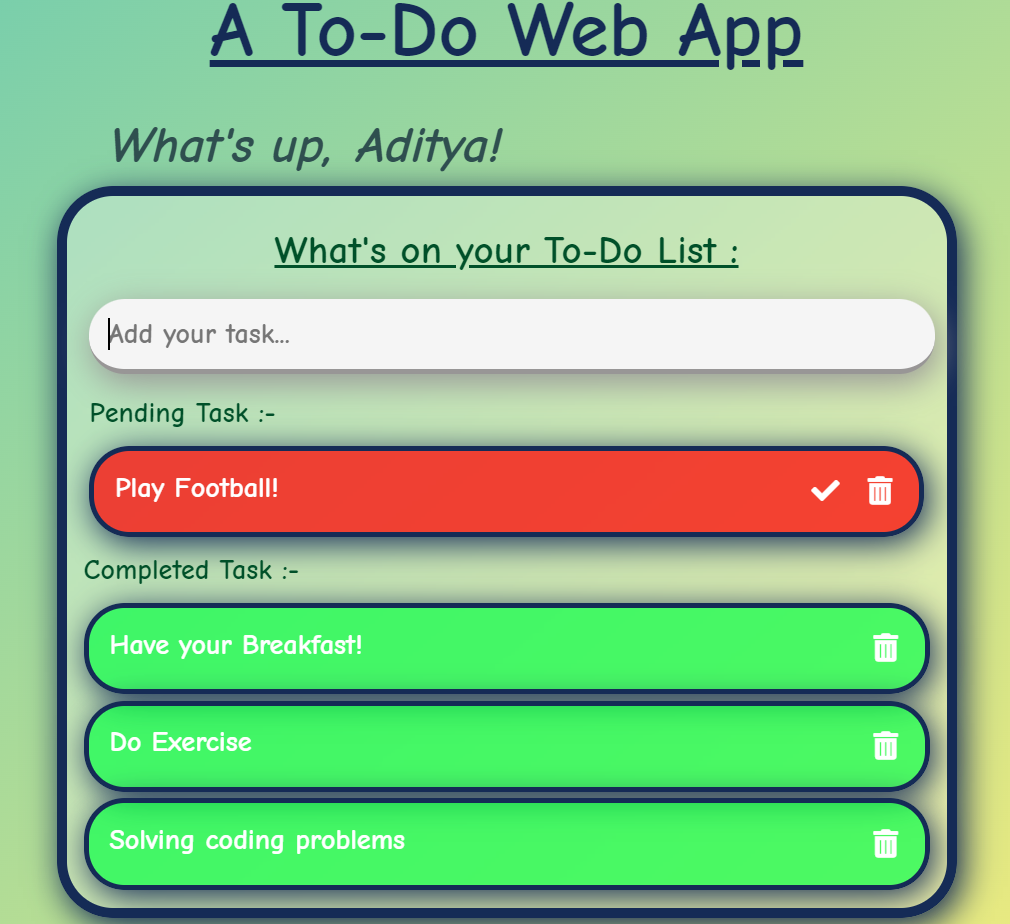 A To-Do Web App
What's up, Aditya!
What's on your To-Do List :
Add your task...
Pending Task :-
Play Football!
Completed Task :-
Have your Breakfast!
Do Exercise
Solving coding problems